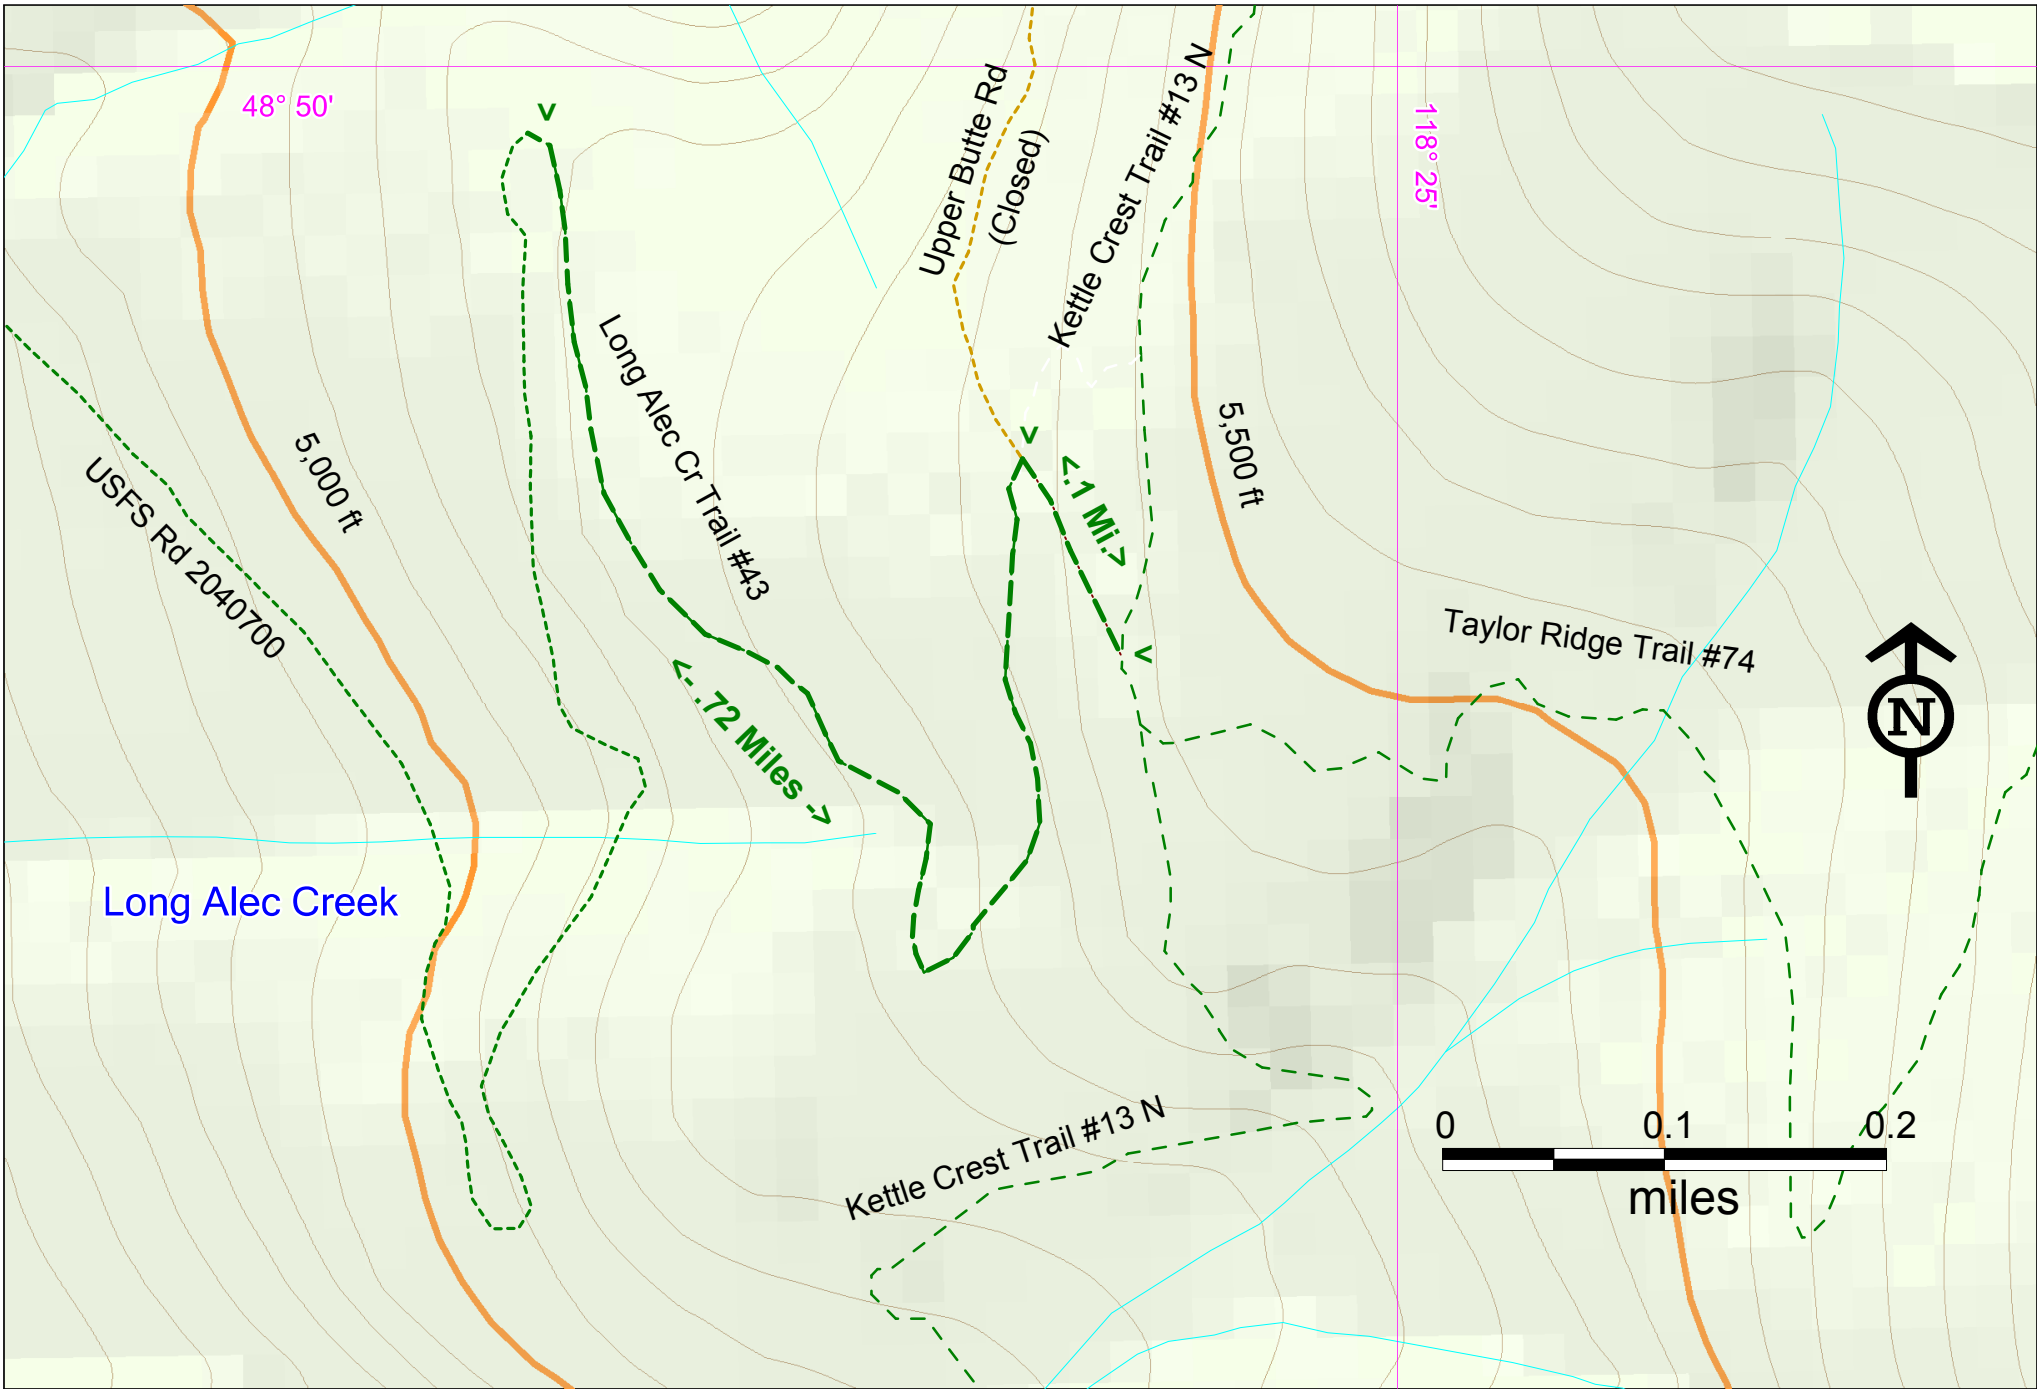 48° 50'
Upper Butte Rd
(Closed)
Kettle Crest Trail #13 N
118° 25'
Long Alec Cr Trail #43
5,000 ft
5,500 ft
USFS Rd 2040700
<.1 Mi.>
Taylor Ridge Trail #74
<- .72 Miles ->
N
Long Alec Creek
Kettle Crest Trail #13 N
0 0.1 0.2
miles